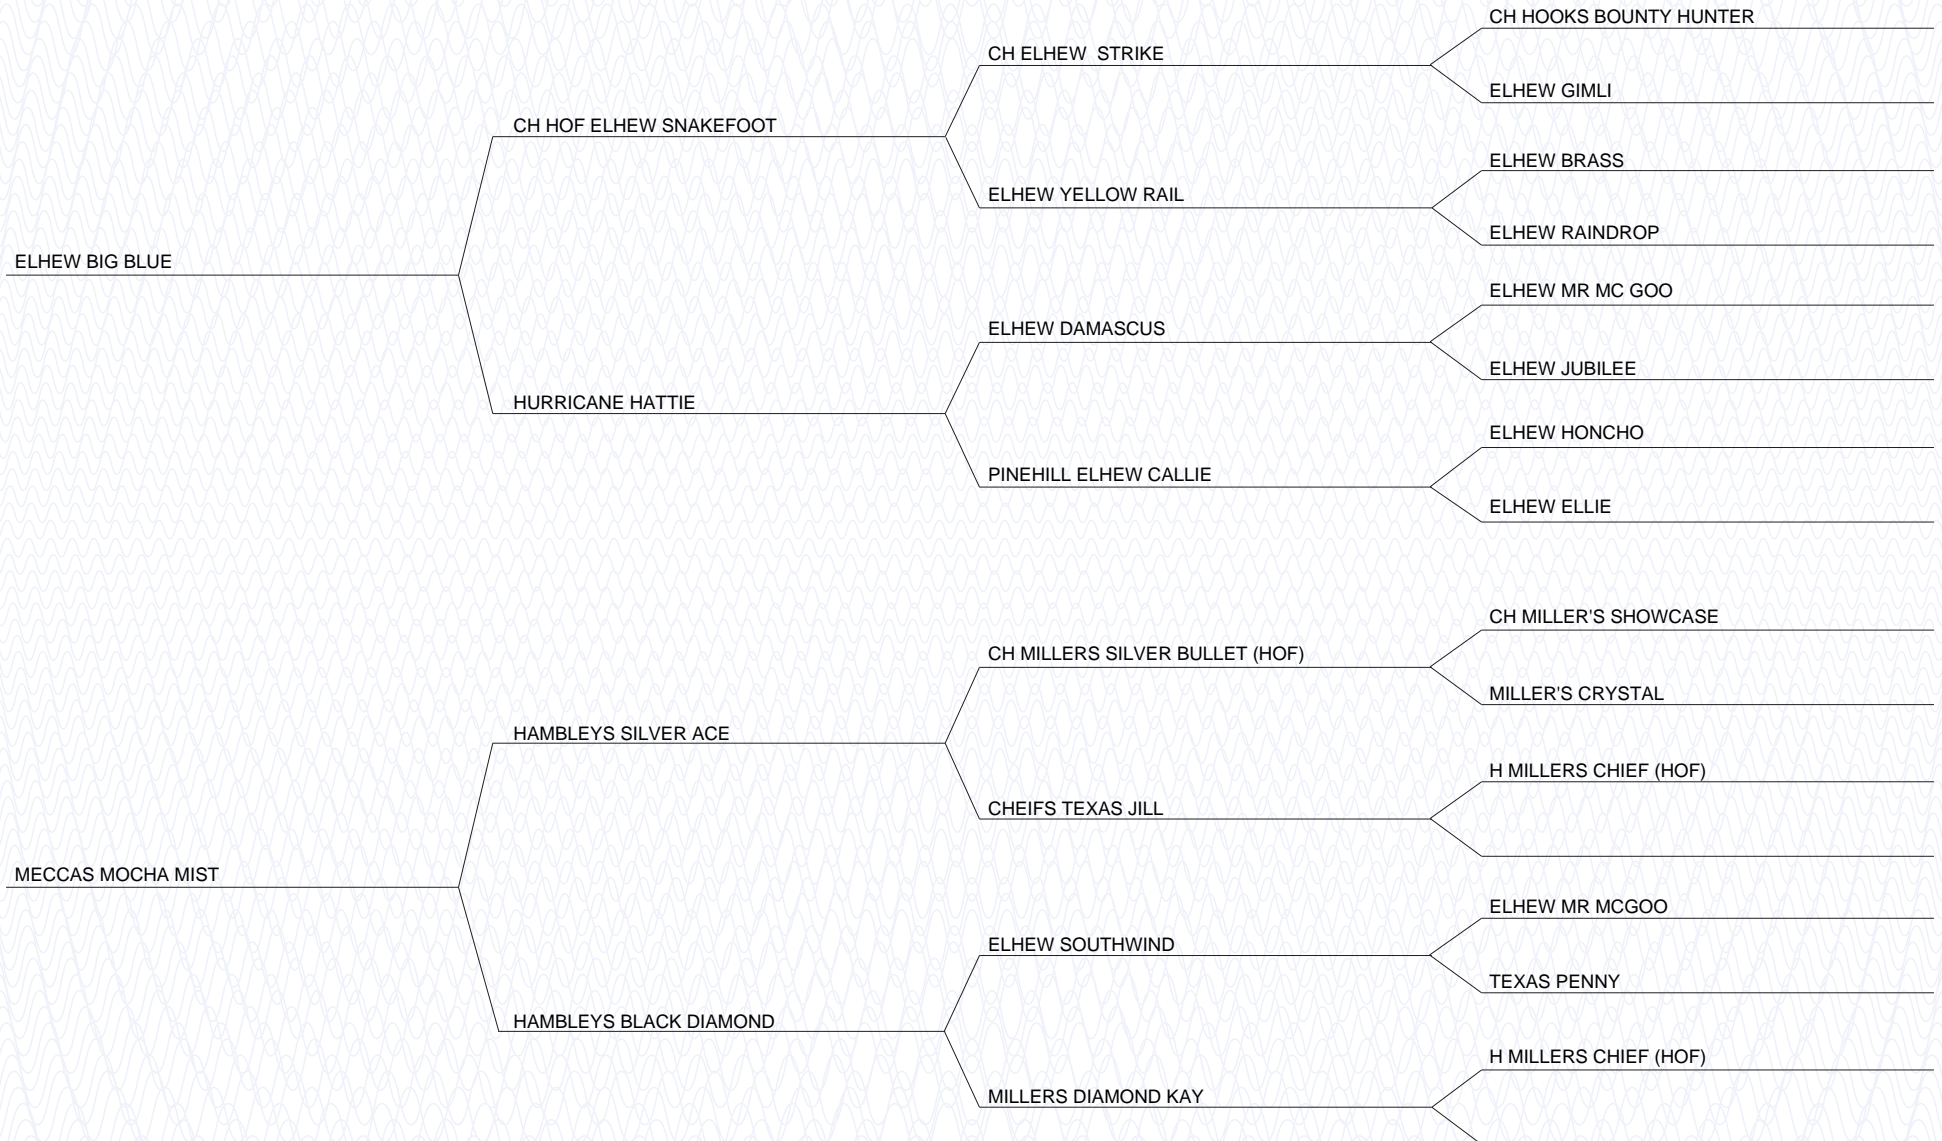 CH HOOKS BOUNTY HUNTER
CH ELHEW  STRIKE
ELHEW GIMLI
CH HOF ELHEW SNAKEFOOT
ELHEW BRASS
ELHEW YELLOW RAIL
ELHEW RAINDROP
ELHEW BIG BLUE
ELHEW MR MC GOO
ELHEW DAMASCUS
ELHEW JUBILEE
HURRICANE HATTIE
ELHEW HONCHO
PINEHILL ELHEW CALLIE
ELHEW ELLIE
CH MILLER'S SHOWCASE
CH MILLERS SILVER BULLET (HOF)
MILLER'S CRYSTAL
HAMBLEYS SILVER ACE
H MILLERS CHIEF (HOF)
CHEIFS TEXAS JILL
MECCAS MOCHA MIST
ELHEW MR MCGOO
ELHEW SOUTHWIND
TEXAS PENNY
HAMBLEYS BLACK DIAMOND
H MILLERS CHIEF (HOF)
MILLERS DIAMOND KAY